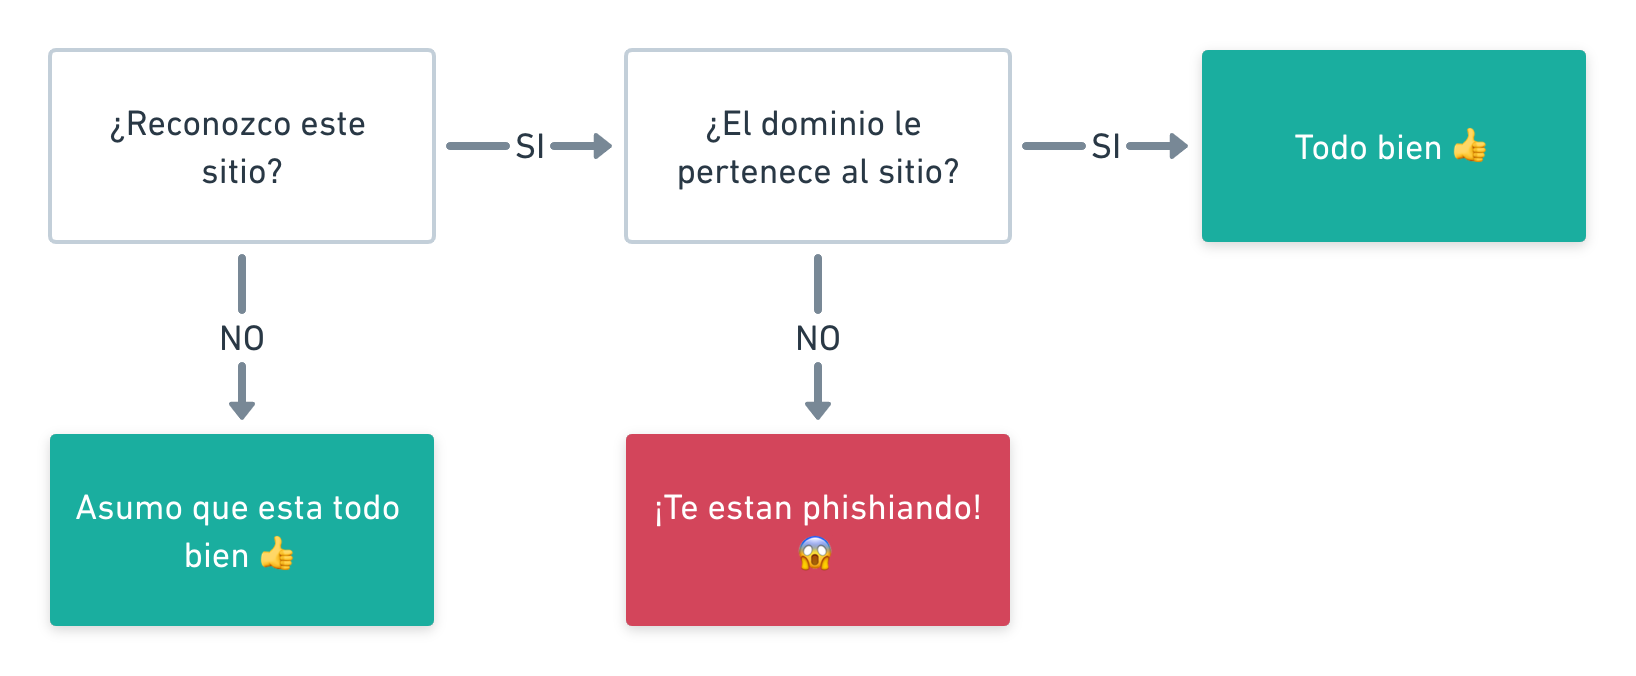 ¿Reconozco este
sitio?
SI
¿El dominio le
pertenece al sitio?
SI
Todo bien 👍
NO
NO
Asumo que esta todo
bien 👍
¡Te estan phishiando!
😱